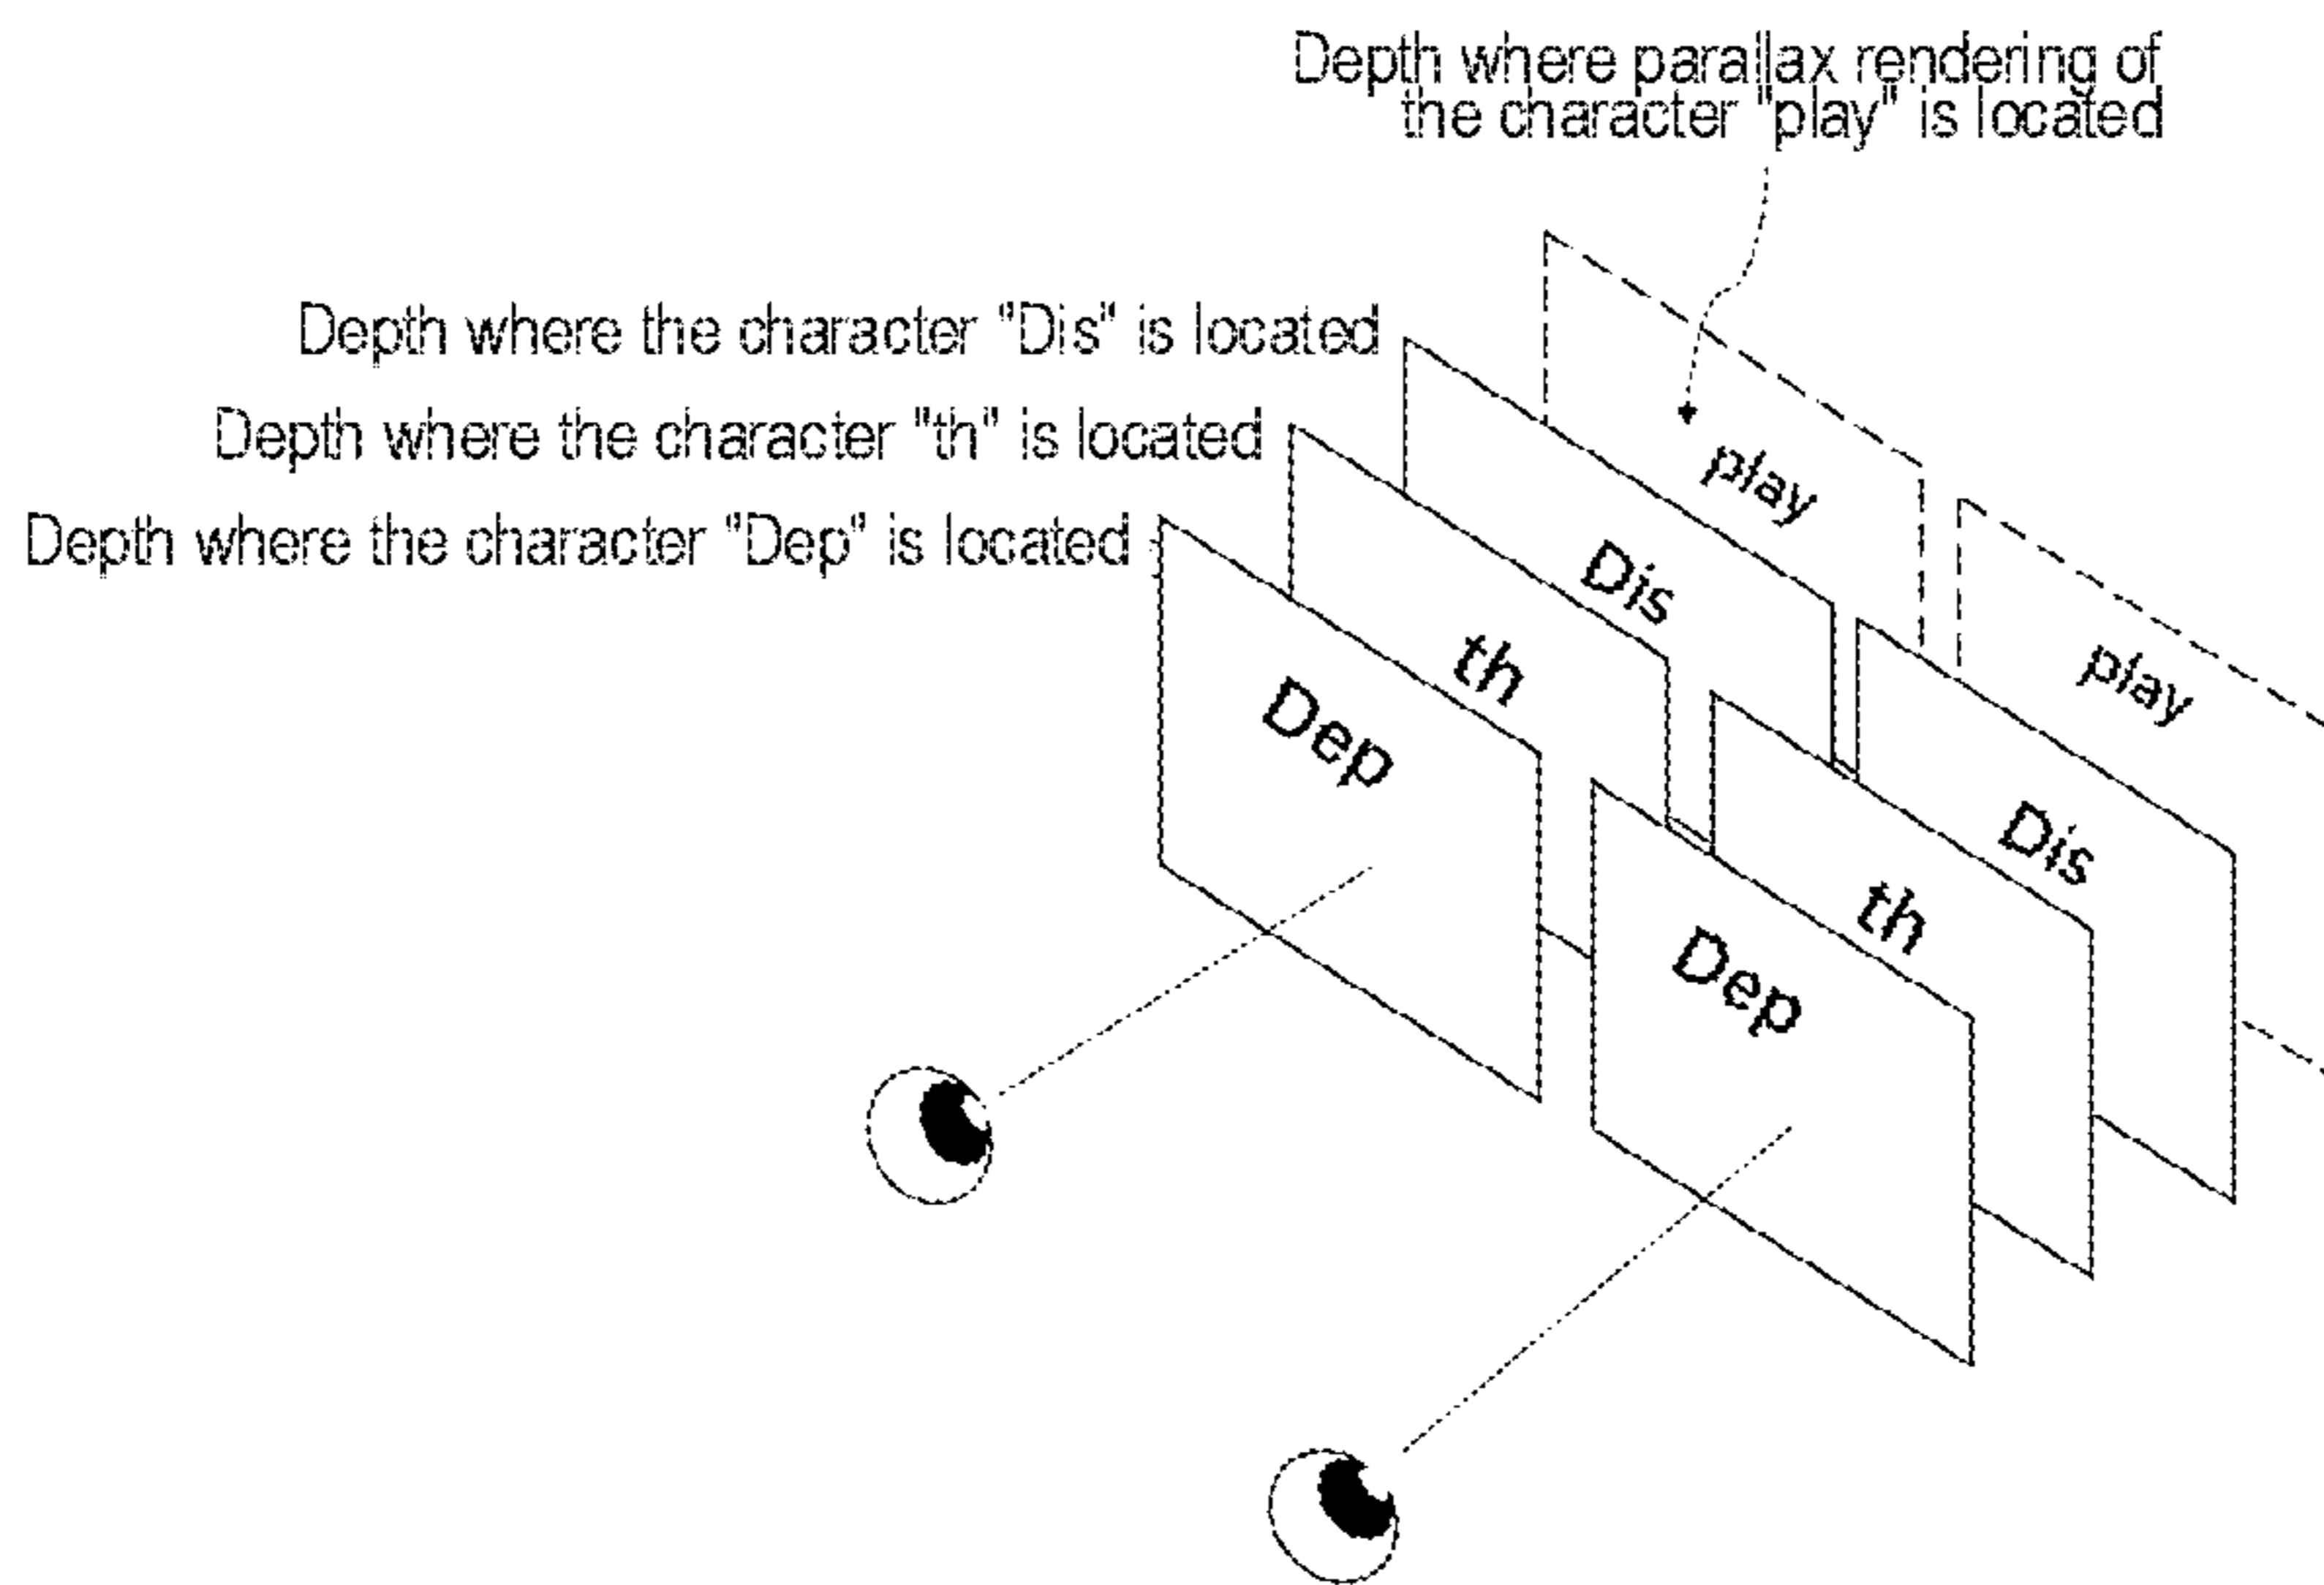 Depth where parallax rendering of
the character "play" is located
Depth where the character "Dis" is located
Depth where the character "th" is located
Depth where the character "Dep" is located
play
Dis
th
Dep
play
Dis
th
Dep